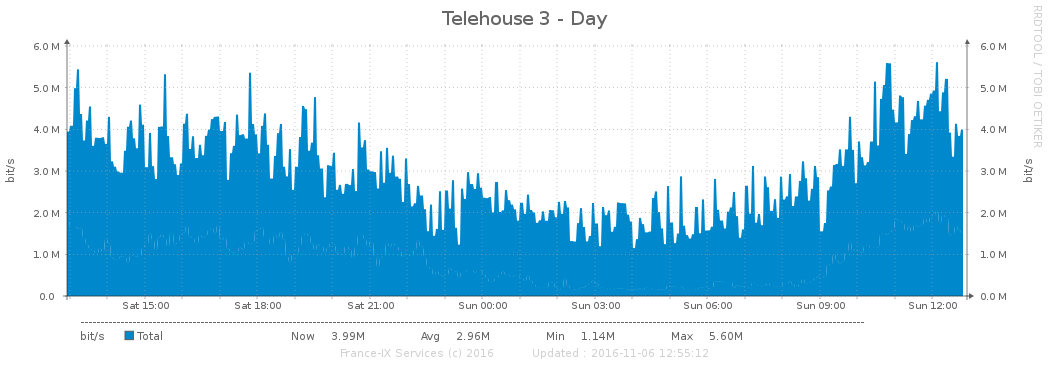 Telehouse 3 - Day
RRDTOOL / TOBI OETIKER
6.0 M 6.0 M
5.0 M 5.0 M
4.0 M 4.0 M
3.0 M 3.0 M
2.0 M 2.0 M
1.0 M 1.0 M
0.0 0.0 M
bit/s
bit/s
Sat 15:00 Sat 18:00 Sat 21:00 Sun 00:00 Sun 03:00 Sun 06:00 Sun 09:00 Sun 12:00
bit/s Total Now 3.99M Avg 2.96M Min 1.14M Max 5.60M
France-IX Services (c) 2016 Updated : 2016-11-06 12:55:12